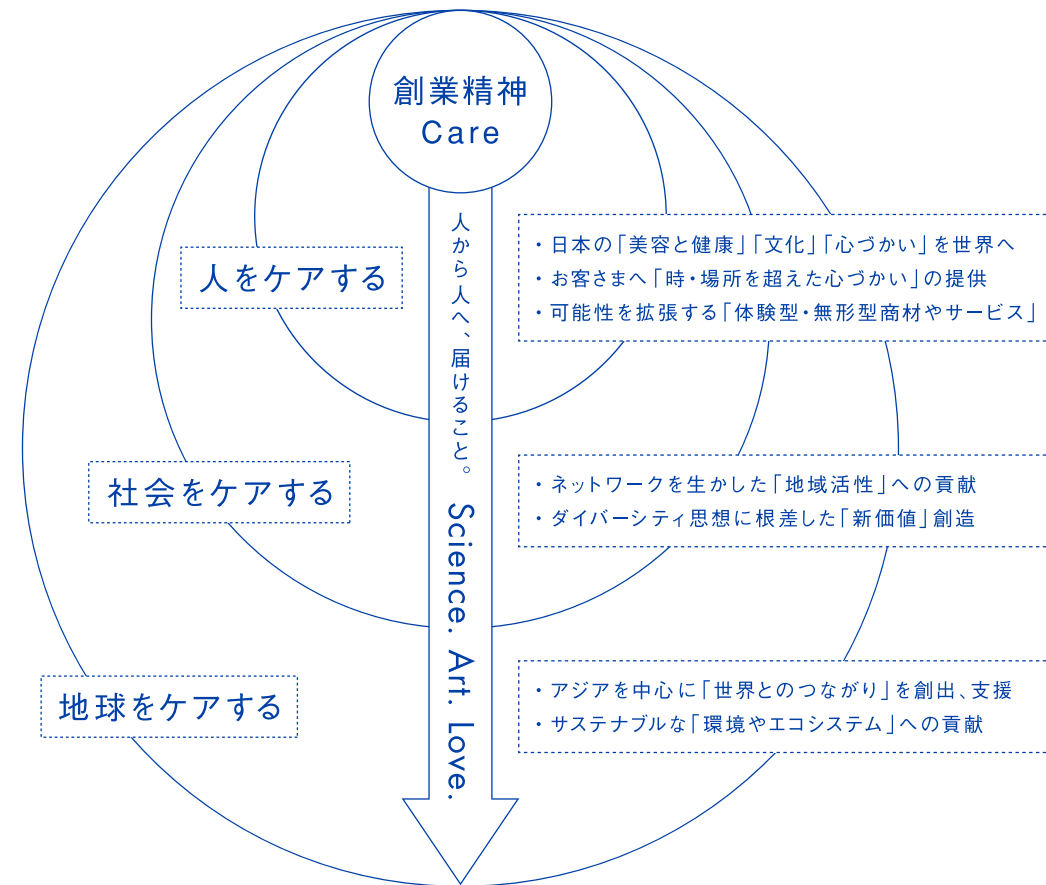 創業精神
Care
人から人へ、届けること。 Science. Art. Love.
人をケアする
・日本の「美容と健康」「文化」「心づかい」を世界へ
・お客さまへ「時・場所を超えた心づかい」の提供
・可能性を拡張する「体験型・無形型商材やサービス」
社会をケアする
・ネットワークを生かした「地域活性」への貢献
・ダイバーシティ思想に根差した「新価値」創造
地球をケアする
・アジアを中心に「世界とのつながり」を創出、支援
・サステナブルな「環境やエコシステム」への貢献